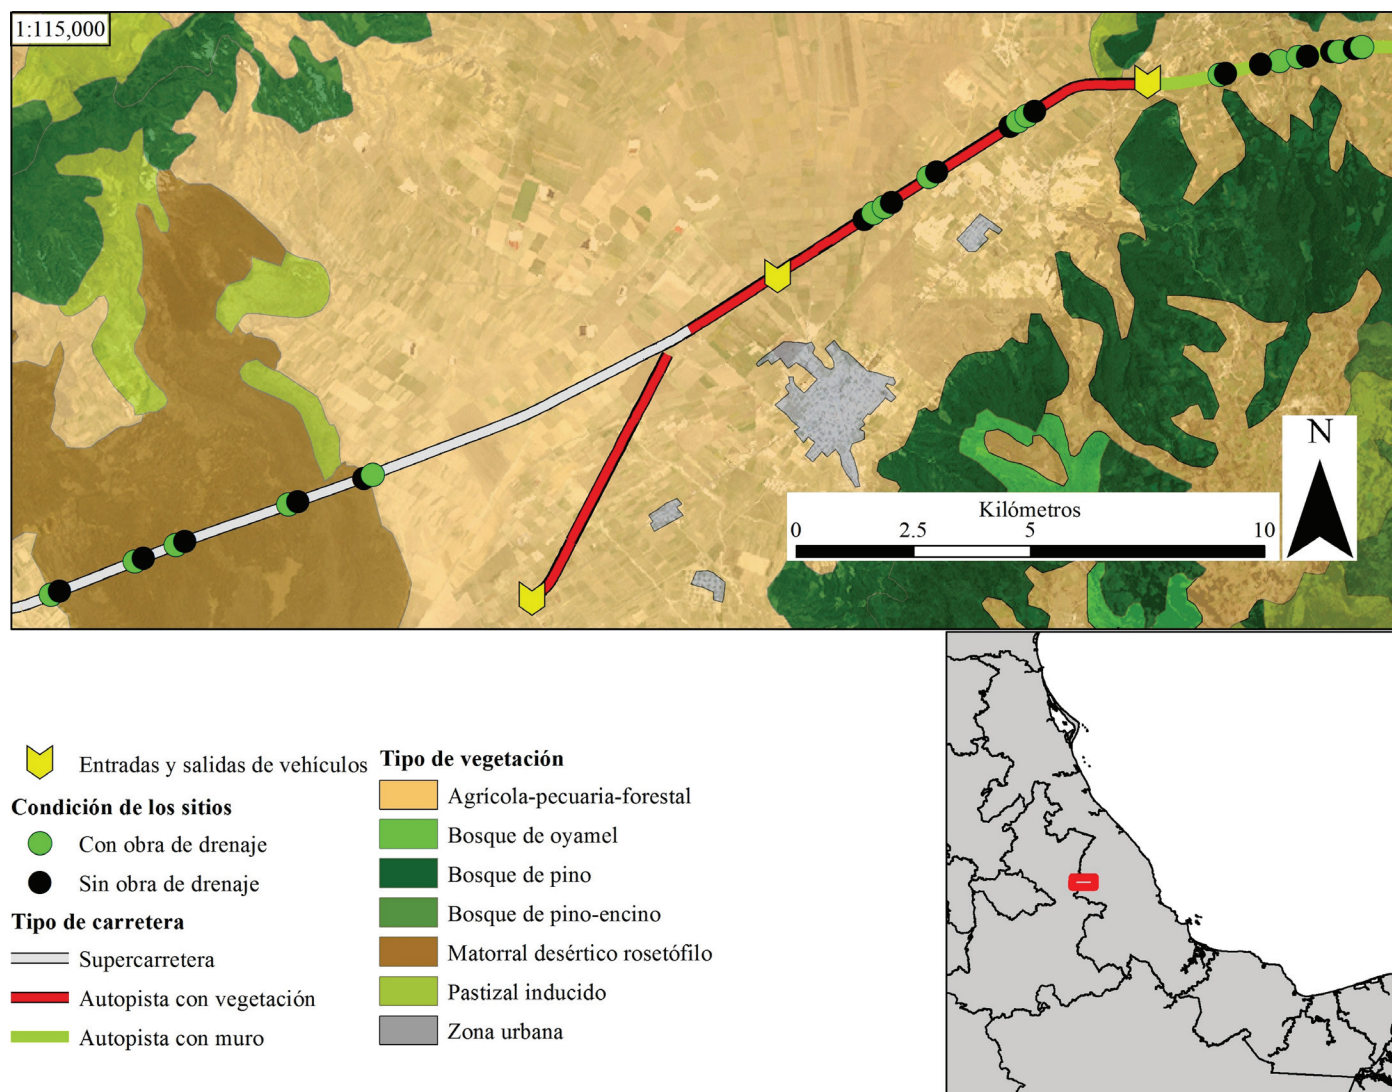 1:115,000
N
Kilómetros
0 2.5 5 10
Entradas y salidas de vehículos
Condición de los sitios
Con obra de drenaje
Sin obra de drenaje
Tipo de carretera
Supercarretera
Autopista con vegetación
Autopista con muro
Tipo de vegetación
Agrícola-pecuaria-forestal
Bosque de oyamel
Bosque de pino
Bosque de pino-encino
Matorral desértico rosetófilo
Pastizal inducido
Zona urbana